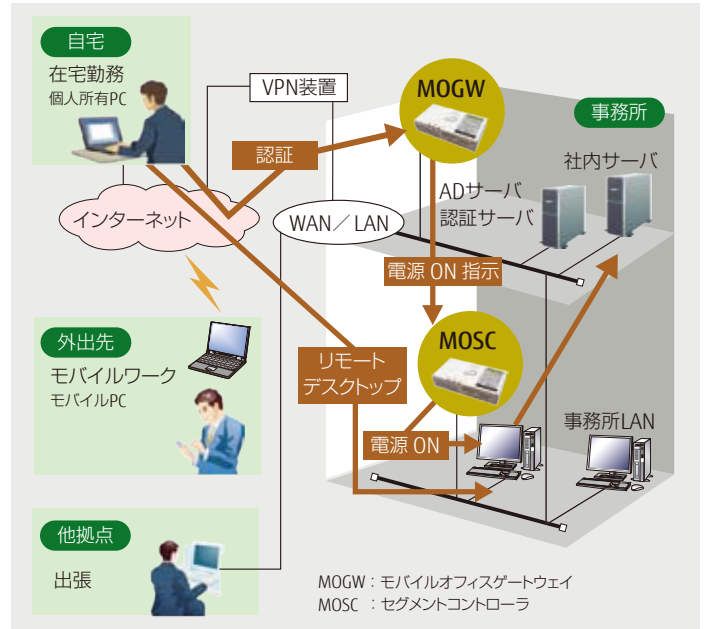 自宅
在宅勤務
個人所有PC
VPN装置
MOGW
事務所
認証
社内サーバ
ADサーバ
認証サーバ
インターネット
WAN／LAN
電源 ON 指示
外出先
モバイルワーク
モバイルPC
MOSC
リモート
デスクトップ
電源 ON
事務所LAN
他拠点
出張
MOGW：モバイルオフィスゲートウェイ
MOSC ：セグメントコントローラ